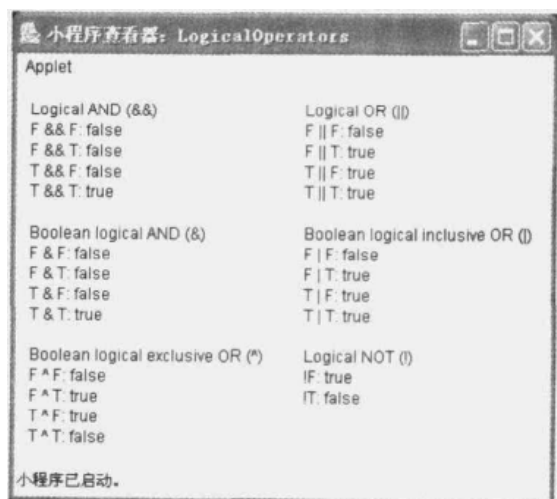 小程序查看器: LogicalOperators
Applet
Logical AND (&&)
F && F: false
F && T: false
T && F: false
T && T: true
Logical OR (||)
F || F: false
F || T: true
T || F: true
T || T: true
Boolean logical AND (&)
F & F: false
F & T: false
T & F: false
T & T: true
Boolean logical inclusive OR (|)
F | F: false
F | T: true
T | F: true
T | T: true
Boolean logical exclusive OR (^)
F ^ F: false
F ^ T: true
T ^ F: true
T ^ T: false
Logical NOT (!)
!F: true
!T: false
小程序已启动。